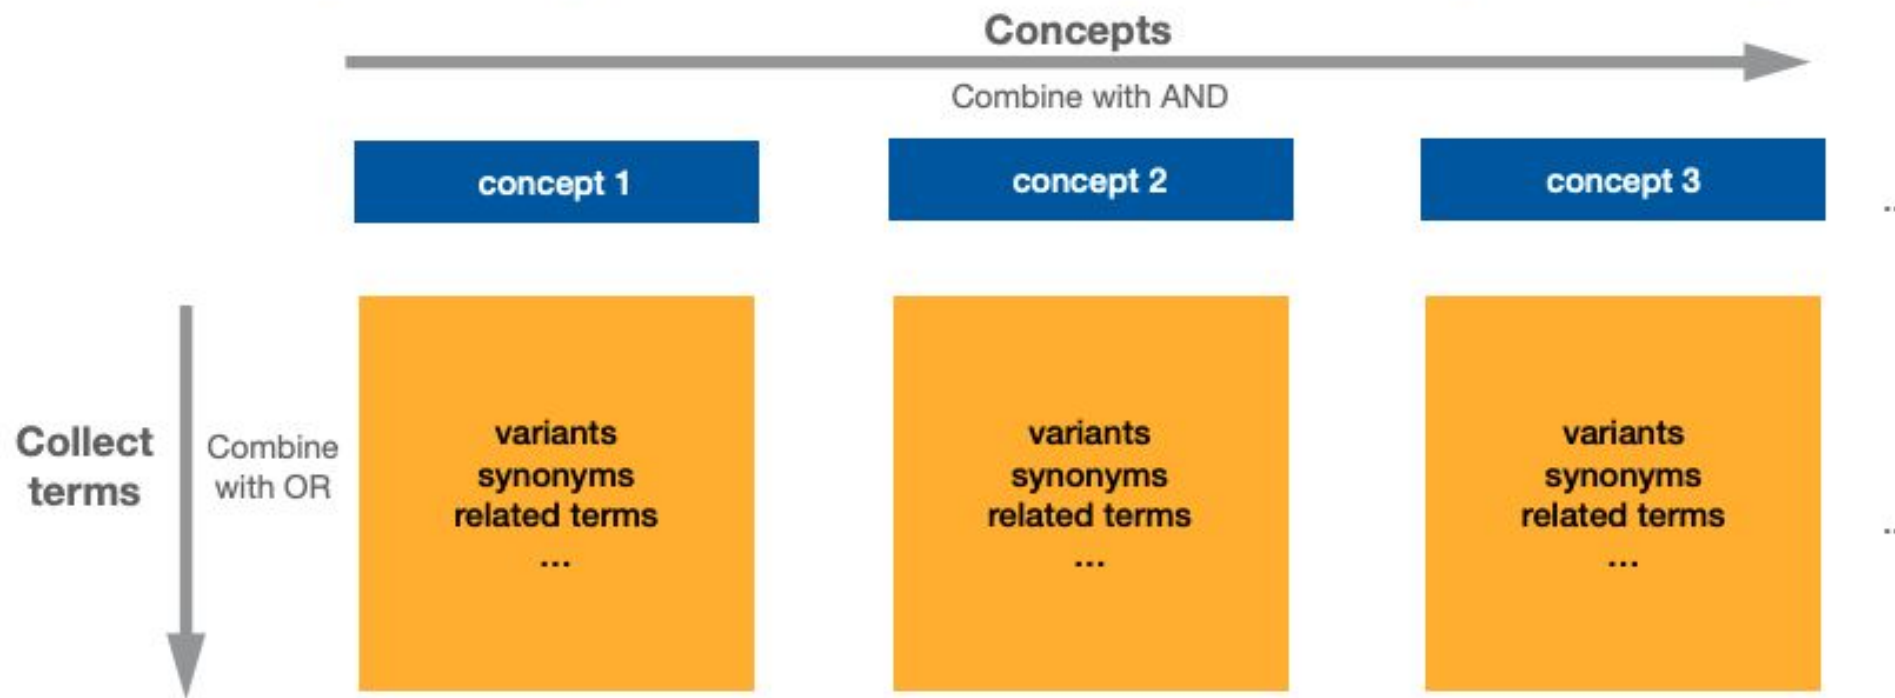 Concepts
Combine with AND
concept 1
concept 2
concept 3
..
Collect
terms
Combine
with OR
variants
synonyms
related terms
...
variants
synonyms
related terms
...
variants
synonyms
related terms
...
..